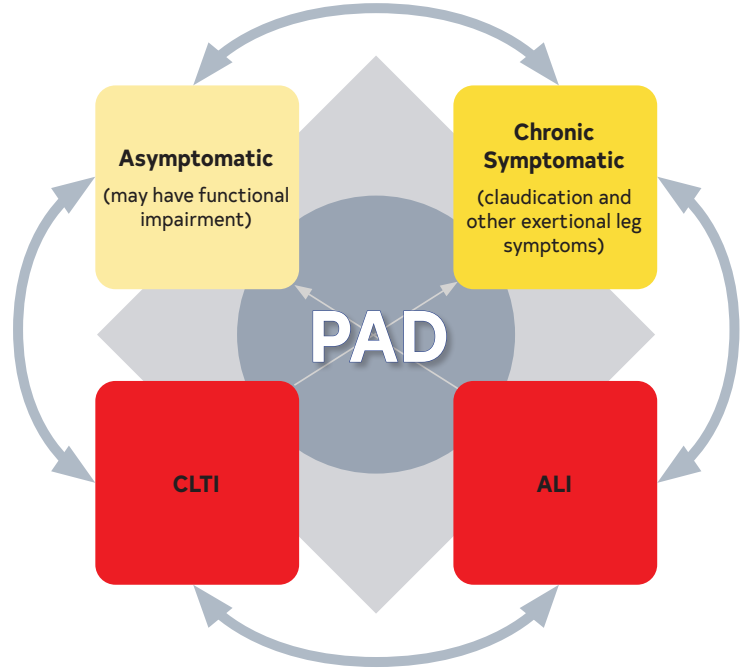 Asymptomatic
(may have functional
impairment)
Chronic
Symptomatic
(claudication and
other exertional leg
symptoms)
PAD
CLTI
ALI